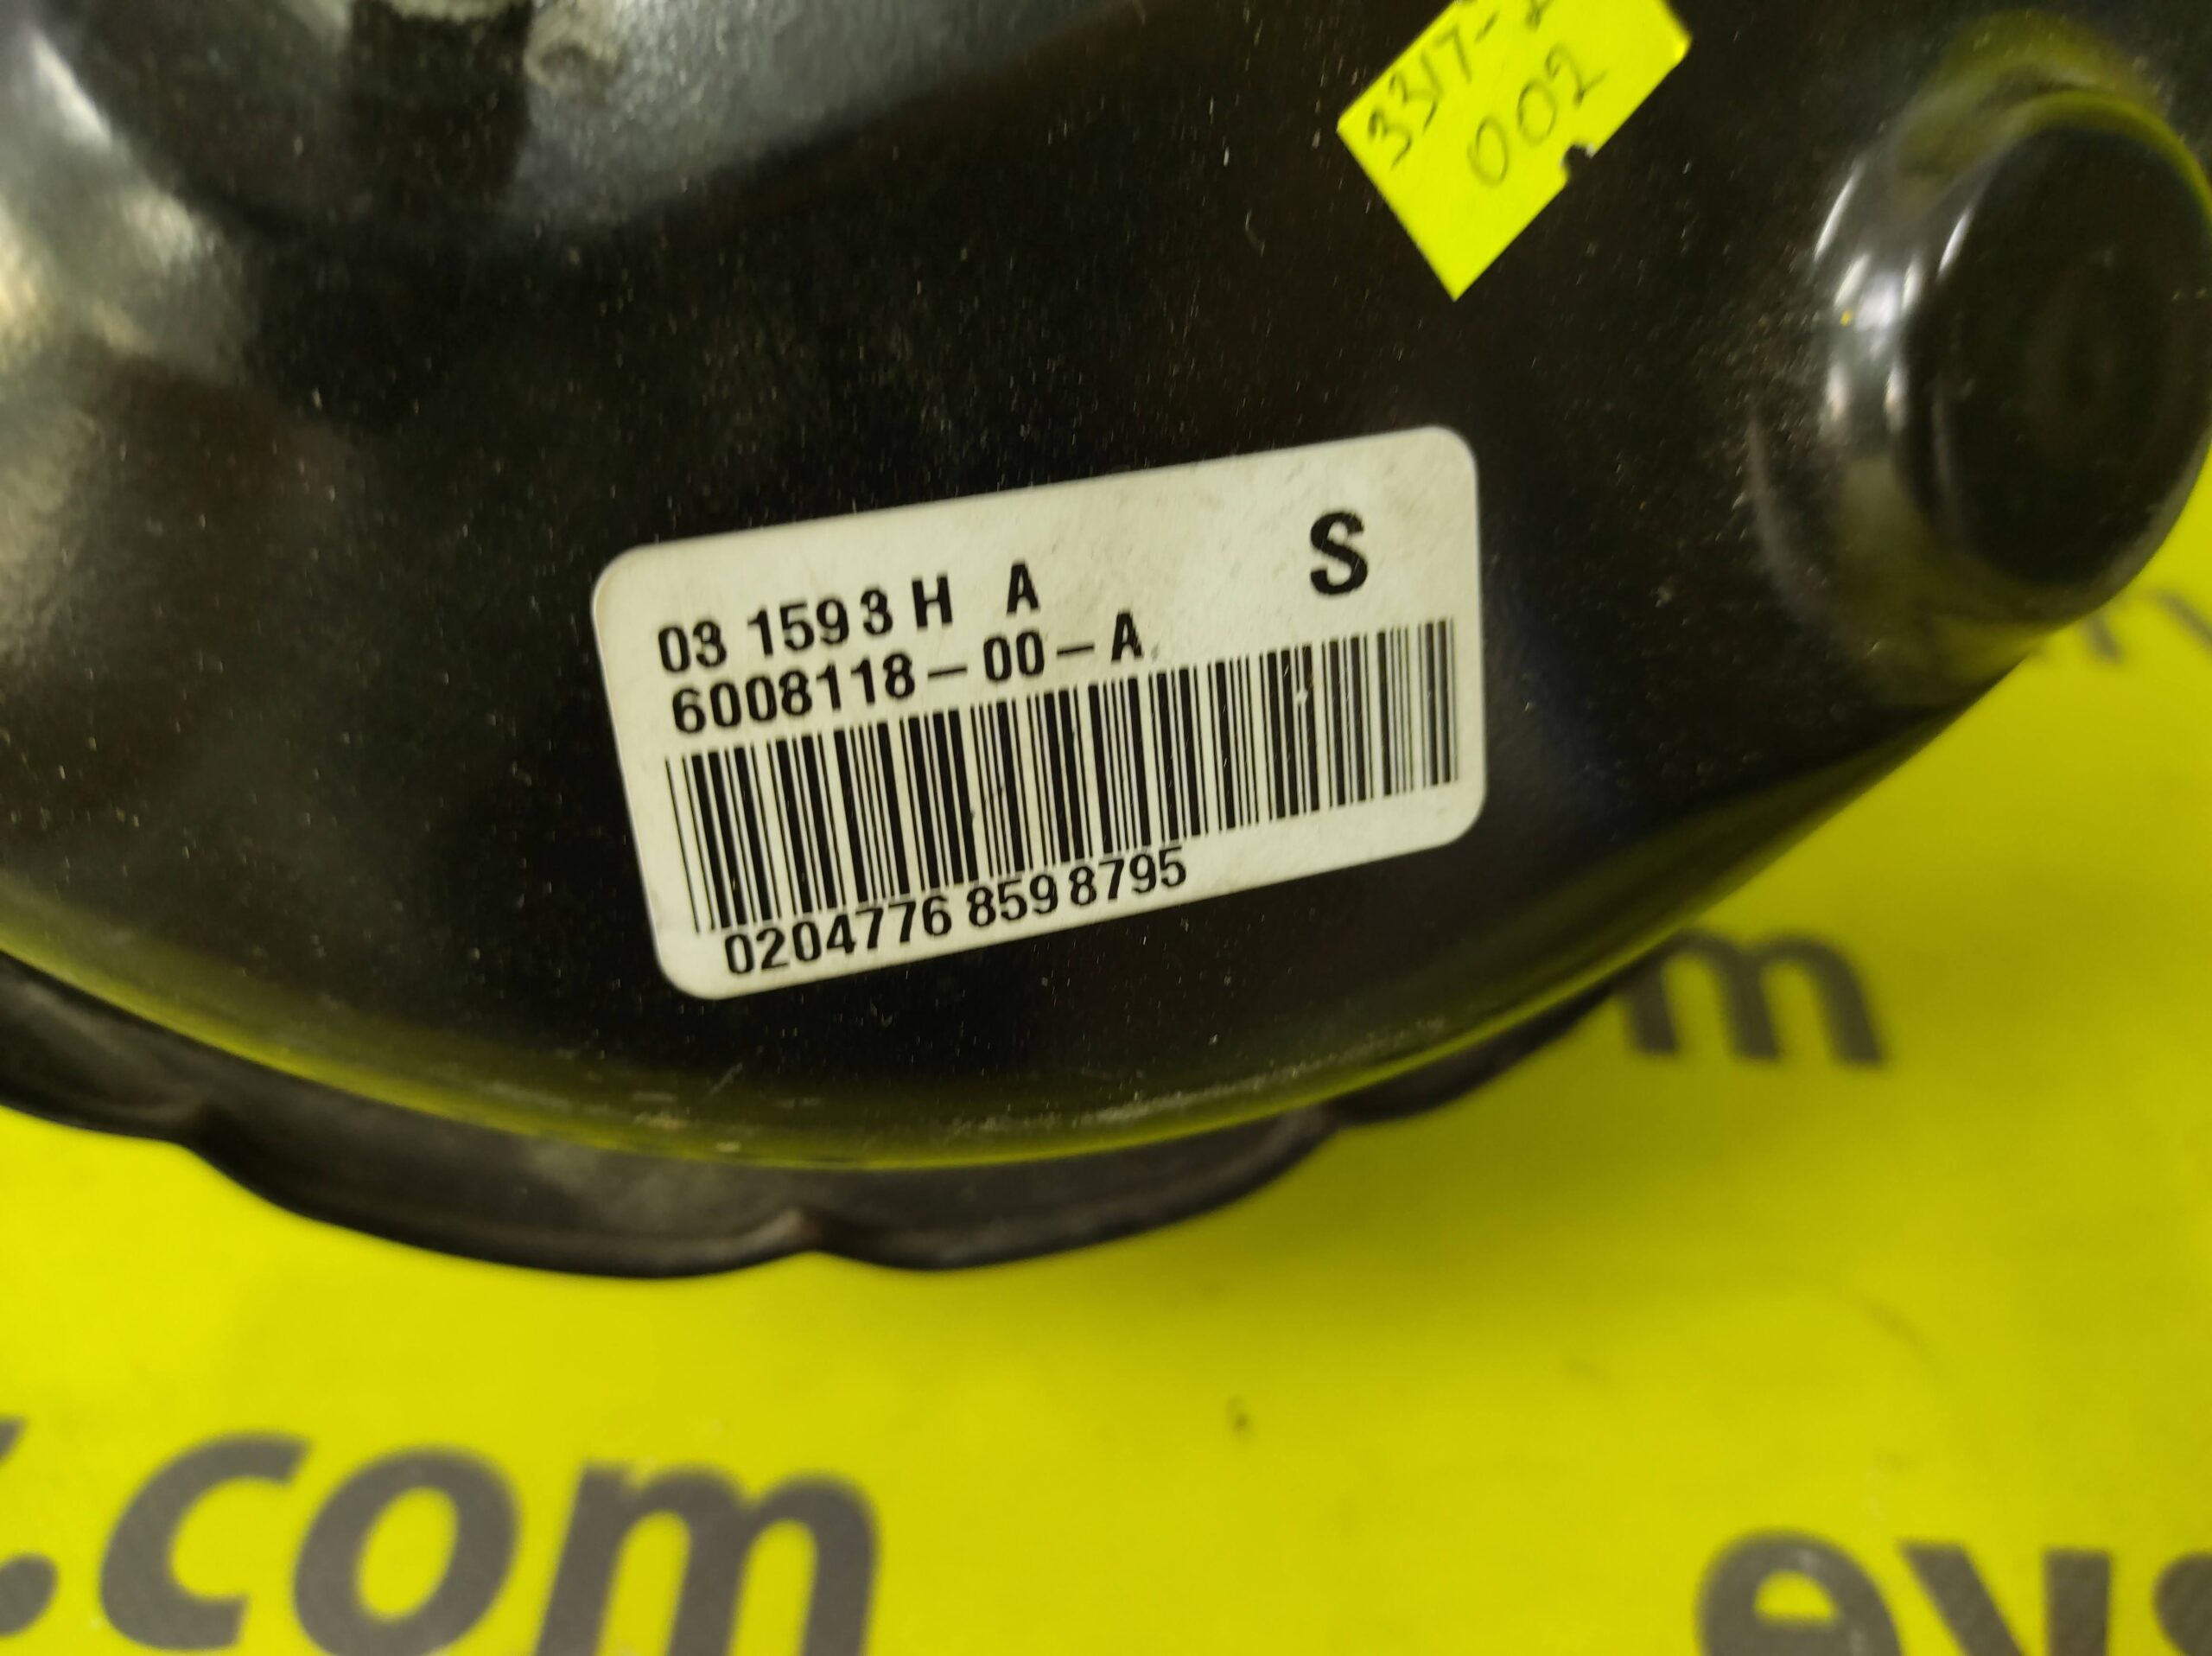 002
03 1593 H A S
6008118-00-A
0204776 859 8795
m
.com